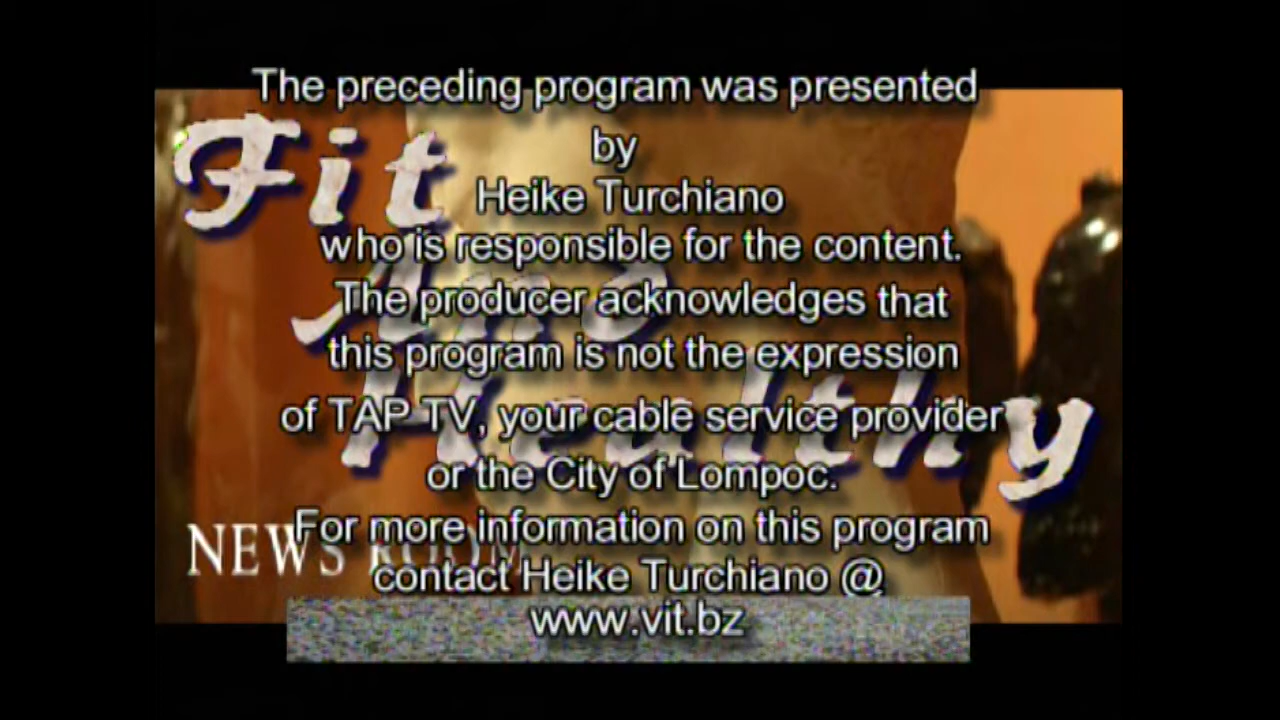 The preceding program was presented
by
Heike Turchiano
who is responsible for the content.
The producer acknowledges that
this program is not the expression
of TAP TV, your cable service provider
or the City of Lompoc.
For more information on this program
contact Heike Turchiano @
www.vit.bz
Fit
And
Healthy
NEWS ROOM